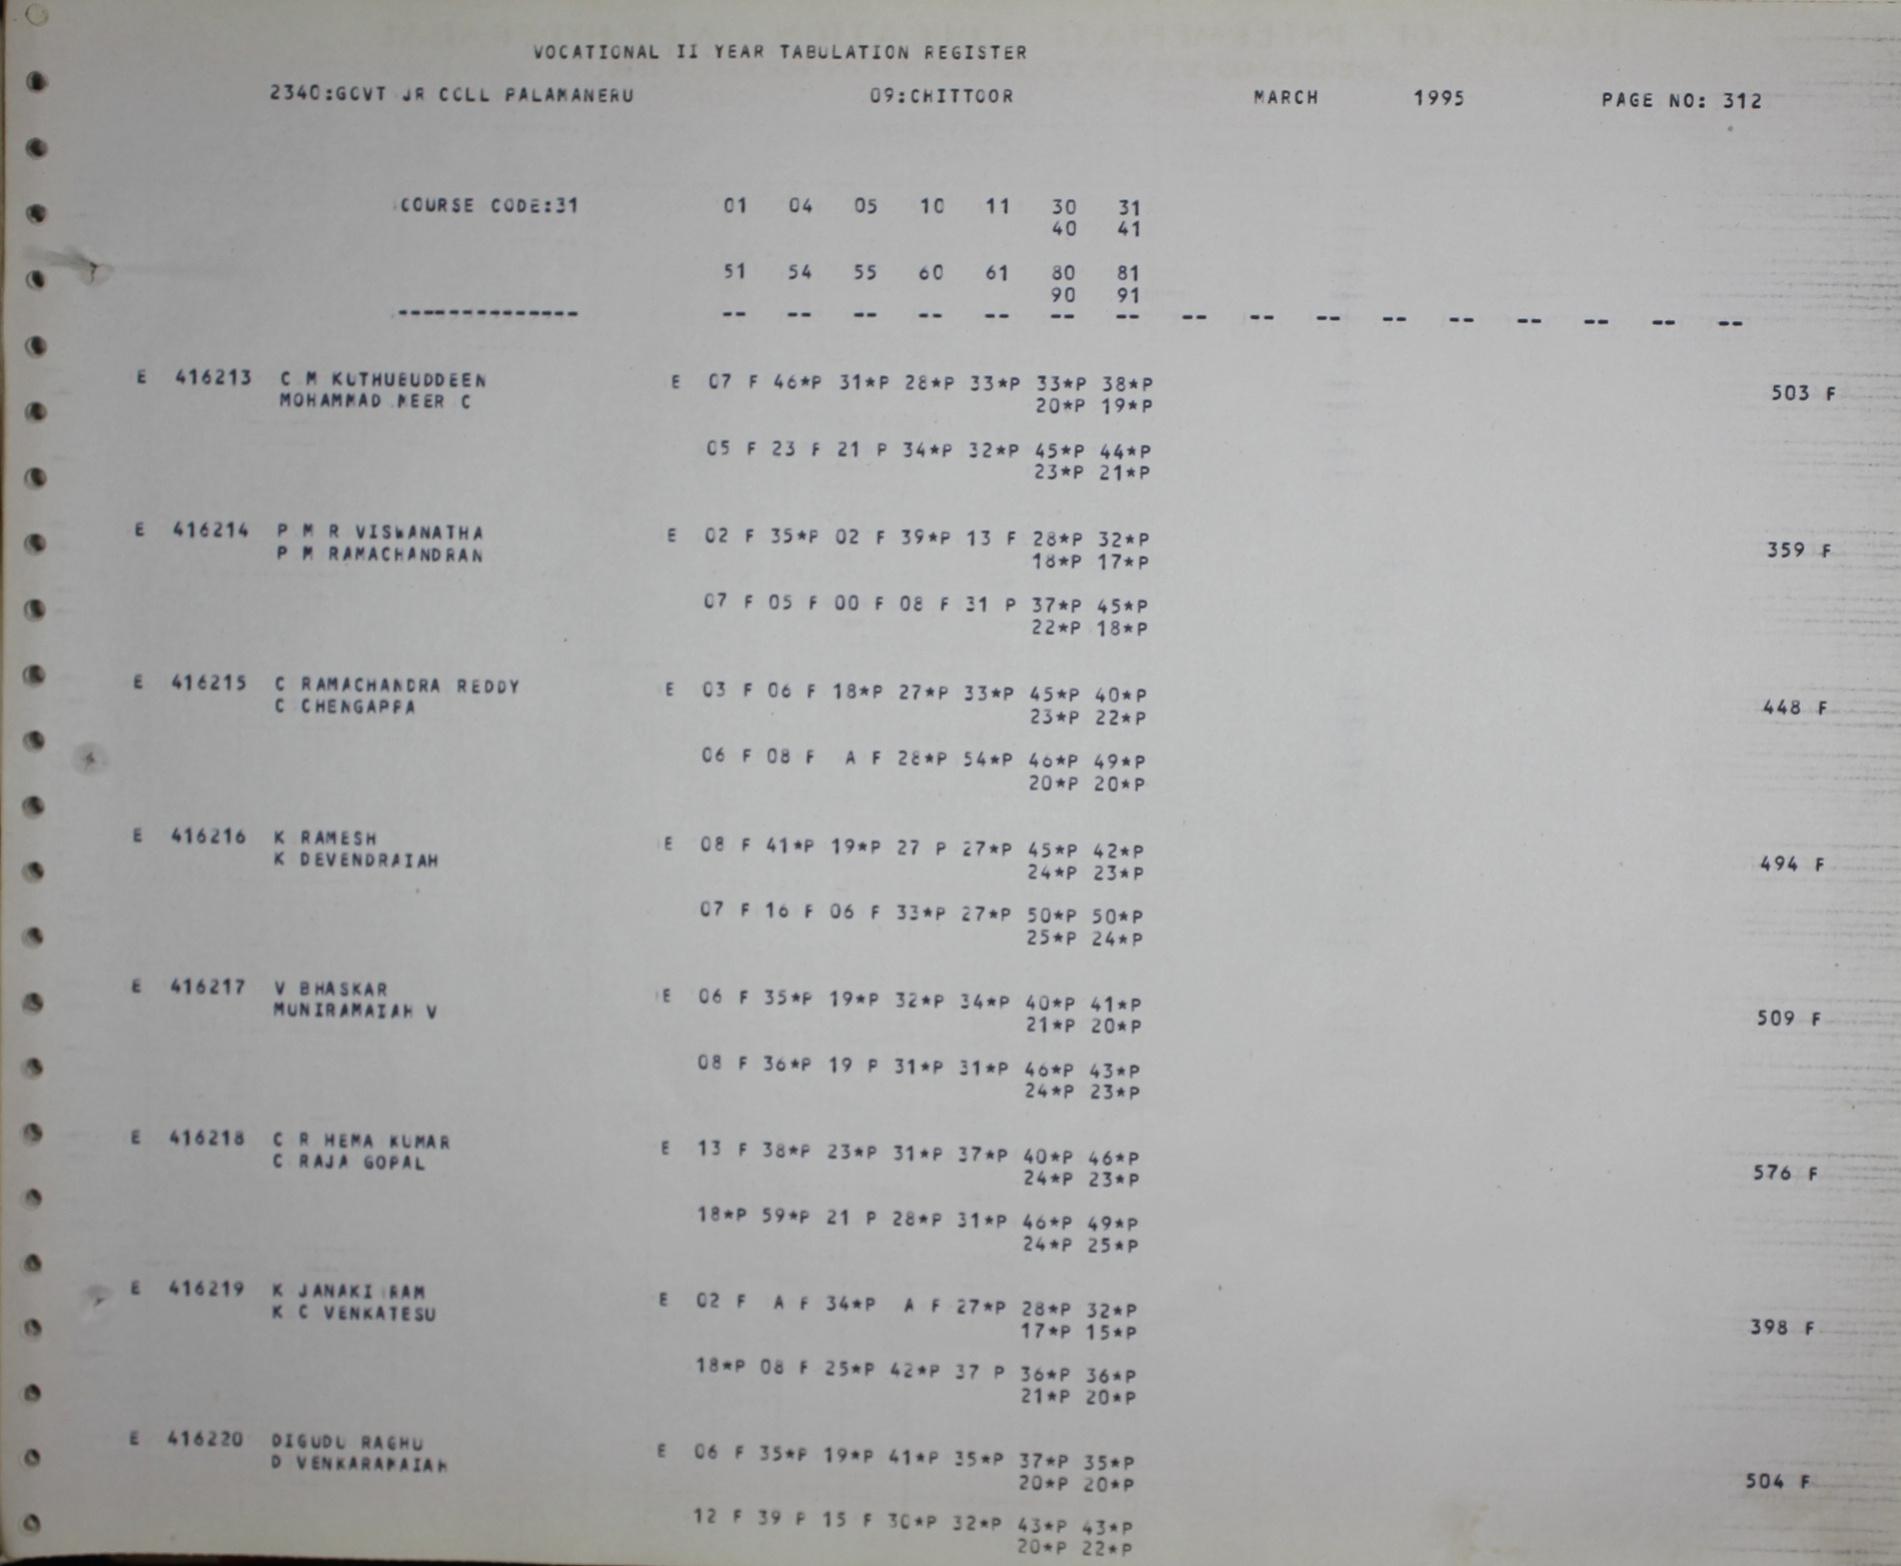 VOCATIONAL II YEAR TABULATION REGISTER
2340:GOVT JR COLL PALAMANERU 09:CHITTOOR MARCH 1995 PAGE NO: 312
COURSE CODE:31 01 04 05 10 11 30 31
40 41
51 54 55 60 61 80 81
90 91
-------------- -- -- -- -- -- -- -- -- -- -- -- -- -- -- -- --
E 416213 C M KUTHUBUDDEEN E 07 F 46*P 31*P 28*P 33*P 33*P 38*P 503 F
MOHAMMAD MEER C 20*P 19*P
05 F 23 F 21 P 34*P 32*P 45*P 44*P
23*P 21*P
E 416214 P M R VISWANATHA E 02 F 35*P 02 F 39*P 13 F 28*P 32*P 359 F
P M RAMACHANDRAN 18*P 17*P
07 F 05 F 00 F 08 F 31 P 37*P 45*P
22*P 18*P
E 416215 C RAMACHANDRA REDDY E 03 F 06 F 18*P 27*P 33*P 45*P 40*P 448 F
C CHENGAPPA 23*P 22*P
06 F 08 F A F 28*P 54*P 46*P 49*P
20*P 20*P
E 416216 K RAMESH E 08 F 41*P 19*P 27 P 27*P 45*P 42*P 494 F
K DEVENDRAIAH 24*P 23*P
07 F 16 F 06 F 33*P 27*P 50*P 50*P
25*P 24*P
E 416217 V BHASKAR E 06 F 35*P 19*P 32*P 34*P 40*P 41*P 509 F
MUNIRAMAIAH V 21*P 20*P
08 F 36*P 19 P 31*P 31*P 46*P 43*P
24*P 23*P
E 416218 C R HEMA KUMAR E 13 F 38*P 23*P 31*P 37*P 40*P 46*P 576 F
C RAJA GOPAL 24*P 23*P
18*P 59*P 21 P 28*P 31*P 46*P 49*P
24*P 25*P
E 416219 K JANAKI RAM E 02 F A F 34*P A F 27*P 28*P 32*P 398 F
K C VENKATESU 17*P 15*P
18*P 08 F 25*P 42*P 37 P 36*P 36*P
21*P 20*P
E 416220 DIGUDU RAGHU E 06 F 35*P 19*P 41*P 35*P 37*P 35*P 504 F
D VENKARAMAIAH 20*P 20*P
12 F 39 P 15 F 30*P 32*P 43*P 43*P
20*P 22*P